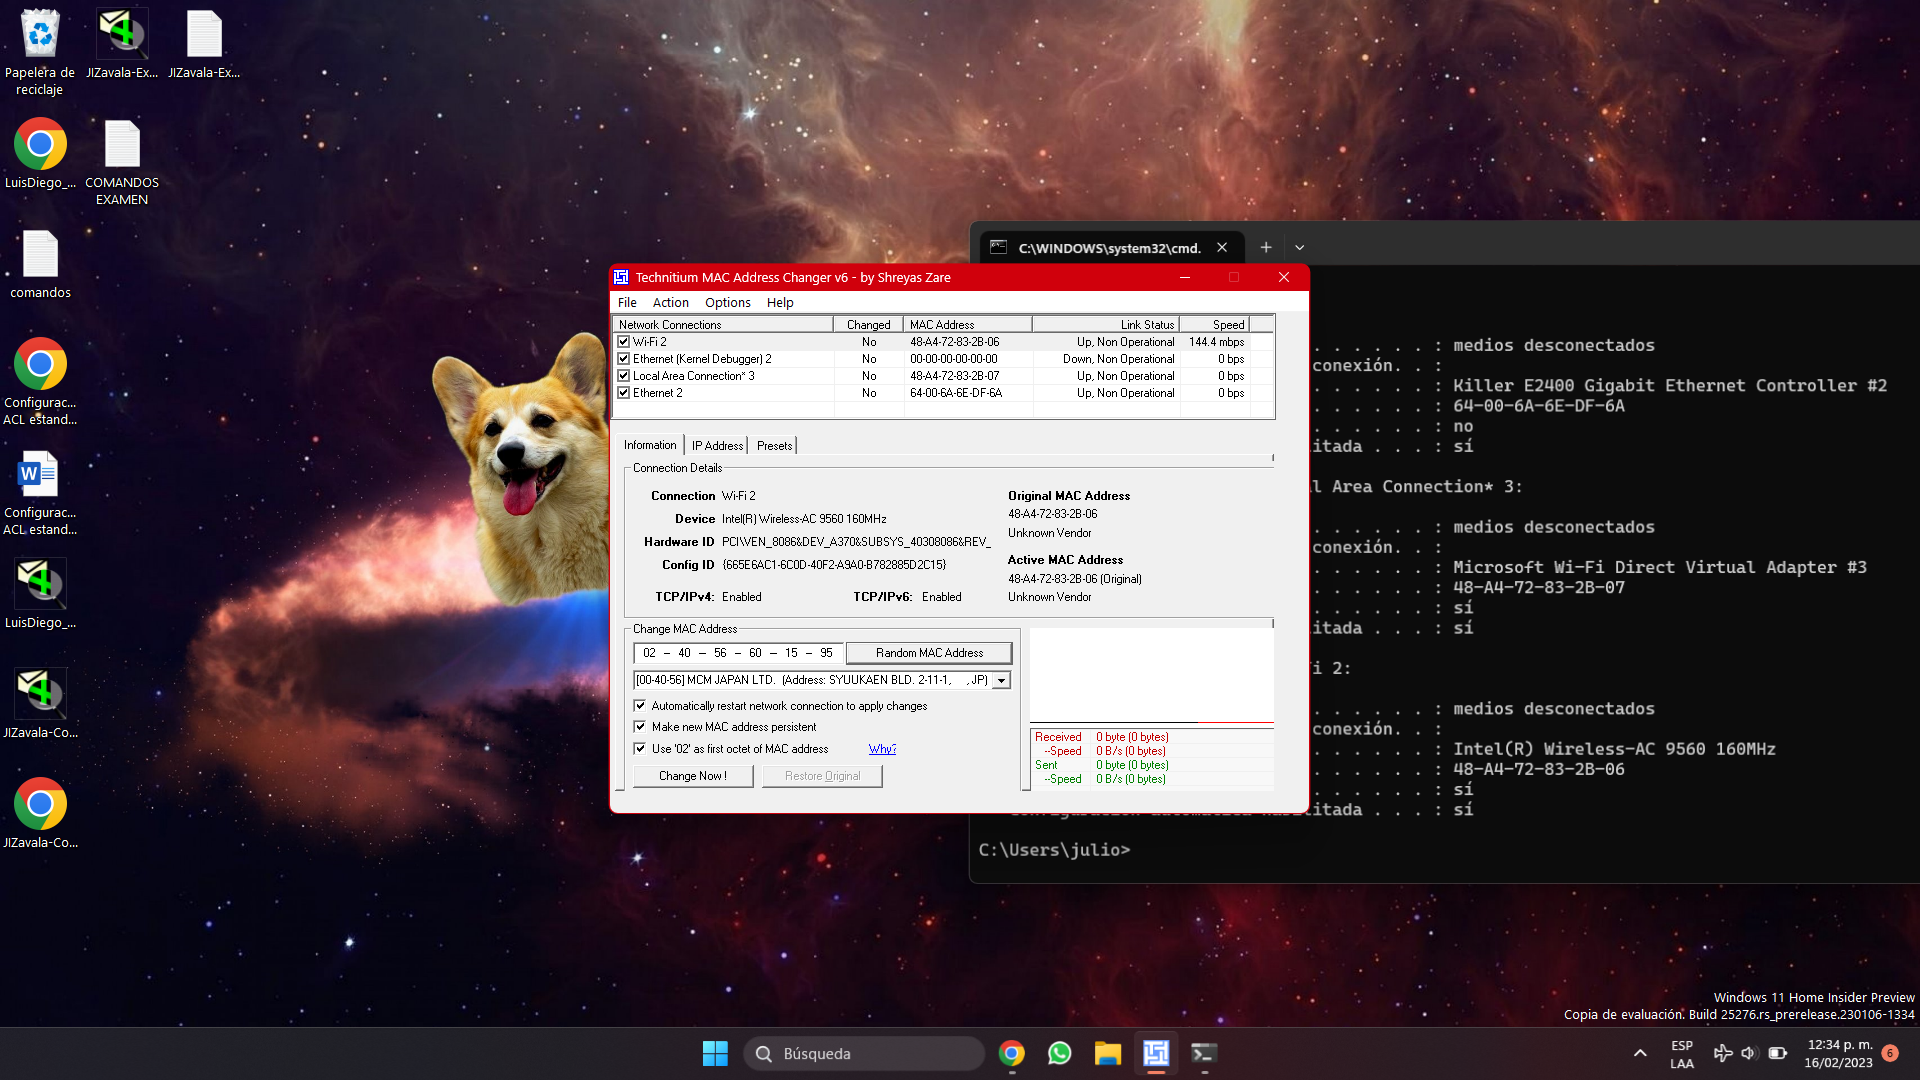 Papelera de
reciclaje
JIZavala-Ex...
JIZavala-Ex...
LuisDiego_...
COMANDOS
EXAMEN
comandos
Configurac...
ACL estand...
Configurac...
ACL estand...
LuisDiego_...
JIZavala-Co...
JIZavala-Co...
C:\WINDOWS\system32\cmd.
Technitium MAC Address Changer v6 - by Shreyas Zare
File Action Options Help
Network Connections Changed MAC Address Link Status Speed
Wi-Fi 2 No 48-A4-72-83-2B-06 Up, Non Operational 144.4 mbps
Ethernet (Kernel Debugger) 2 No 00-00-00-00-00-00 Down, Non Operational 0 bps
Local Area Connection* 3 No 48-A4-72-83-2B-07 Up, Non Operational 0 bps
Ethernet 2 No 64-00-6A-6E-DF-6A Up, Non Operational 0 bps
Information IP Address Presets
Connection Details
Connection Wi-Fi 2
Device Intel(R) Wireless-AC 9560 160MHz
Hardware ID PCI\VEN_8086&DEV_A370&SUBSYS_40308086&REV_
Config ID {665E6AC1-6C0D-40F2-A9A0-B782885D2C15}
TCP/IPv4: Enabled TCP/IPv6: Enabled
Original MAC Address
48-A4-72-83-2B-06
Unknown Vendor
Active MAC Address
48-A4-72-83-2B-06 (Original)
Unknown Vendor
Change MAC Address
02 - 40 - 56 - 60 - 15 - 95 Random MAC Address
[00-40-56] MCM JAPAN LTD. (Address: SYUUKAEN BLD. 2-11-1, , JP)
Automatically restart network connection to apply changes
Make new MAC address persistent
Use '02' as first octet of MAC address Why?
Change Now ! Restore Original
Received 0 byte (0 bytes)
--Speed 0 B/s (0 bytes)
Sent 0 byte (0 bytes)
--Speed 0 B/s (0 bytes)
. . . . . . : medios desconectados
conexión. . :
. . . . . . : Killer E2400 Gigabit Ethernet Controller #2
. . . . . . : 64-00-6A-6E-DF-6A
. . . . . . : no
itada . . . : sí
l Area Connection* 3:
. . . . . . : medios desconectados
conexión. . :
. . . . . . : Microsoft Wi-Fi Direct Virtual Adapter #3
. . . . . . : 48-A4-72-83-2B-07
. . . . . . : sí
itada . . . : sí
i 2:
. . . . . . : medios desconectados
conexión. . :
. . . . . . : Intel(R) Wireless-AC 9560 160MHz
. . . . . . : 48-A4-72-83-2B-06
. . . . . . : sí
itada . . . : sí
C:\Users\julio>
Windows 11 Home Insider Preview
Copia de evaluación. Build 25276.rs_prerelease.230106-1334
Búsqueda
ESP
LAA
12:34 p. m.
16/02/2023
6